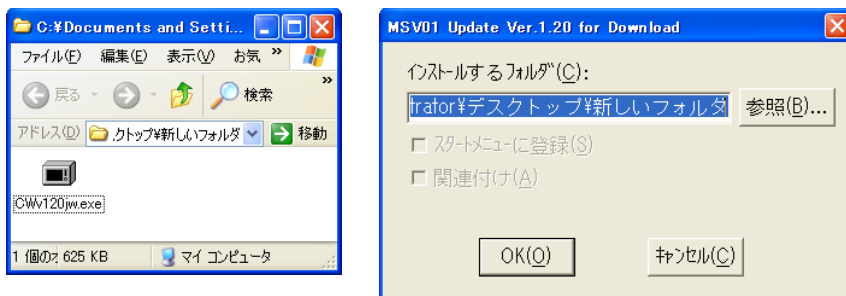 C:¥Documents and Setti...
ファイル(F) 編集(E) 表示(V) お気 »
戻る 検索 »
アドレス(D) クトップ¥新しいフォルダ 移動
CWv120jw.exe
1 個のオ 625 KB マイ コンピュータ
MSV01 Update Ver.1.20 for Download
インストールするフォルダ(C):
trator¥デスクトップ¥新しいフォルダ 参照(B)...
スタートメニューに登録(S)
関連付け(A)
OK(O) キャンセル(C)